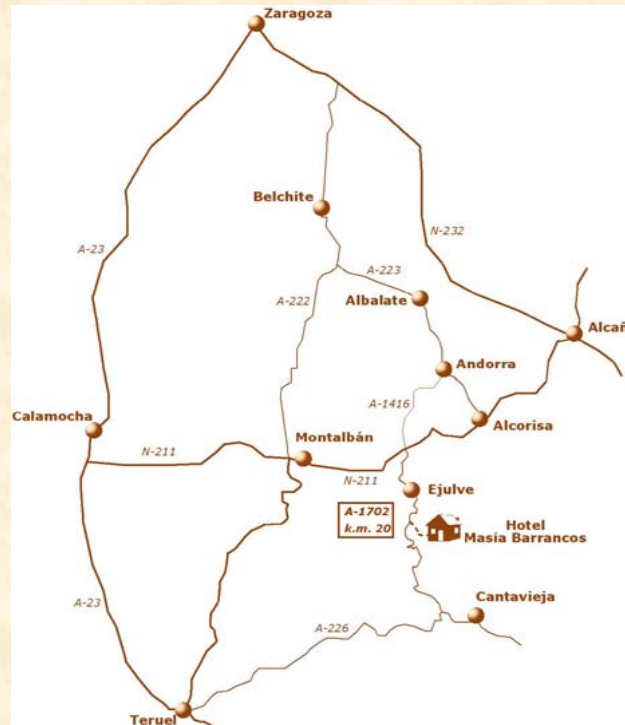 Zaragoza
Belchite
N-232
A-23
A-223
A-222
Albalate
Alcañ
Andorra
A-1416
Calamocha
Alcorisa
Montalbán
N-211
N-211
Ejulve
A-1702
k.m. 20
Hotel
Masia Barrancos
Cantavieja
A-23
A-226
Teruel